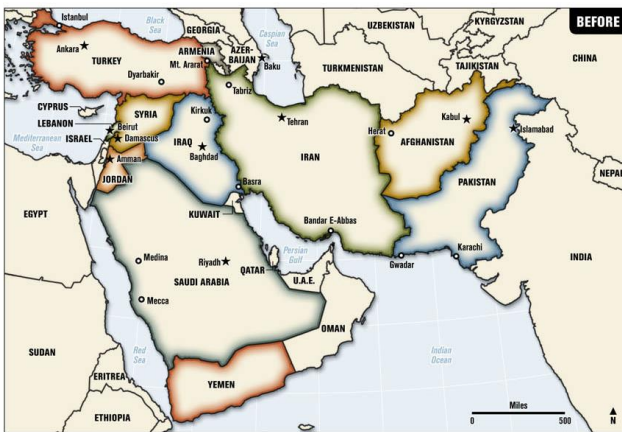 BEFORE
Istanbul
Black
Sea
GEORGIA
Caspian
Sea
UZBEKISTAN
KYRGYZSTAN
Ankara
TURKEY
ARMENIA
Mt. Ararat
AZER-
BAIJAN
Baku
TURKMENISTAN
TAJIKISTAN
CHINA
Dyarbakir
Tabriz
CYPRUS
LEBANON
SYRIA
Beirut
Kirkuk
Tehran
Herat
Kabul
AFGHANISTAN
Islamabad
Mediterranean
Sea
ISRAEL
Damascus
IRAQ
Baghdad
IRAN
Amman
JORDAN
PAKISTAN
NEPAL
Basra
EGYPT
KUWAIT
Bandar E-Abbas
Persian
Golf
Gwadar
Karachi
INDIA
Medina
Riyadh
SAUDI ARABIA
QATAR
U.A.E.
Mecca
OMAN
SUDAN
Red
Sea
Indian
Ocean
ERITREA
YEMEN
ETHIOPIA
Miles
0
500
N